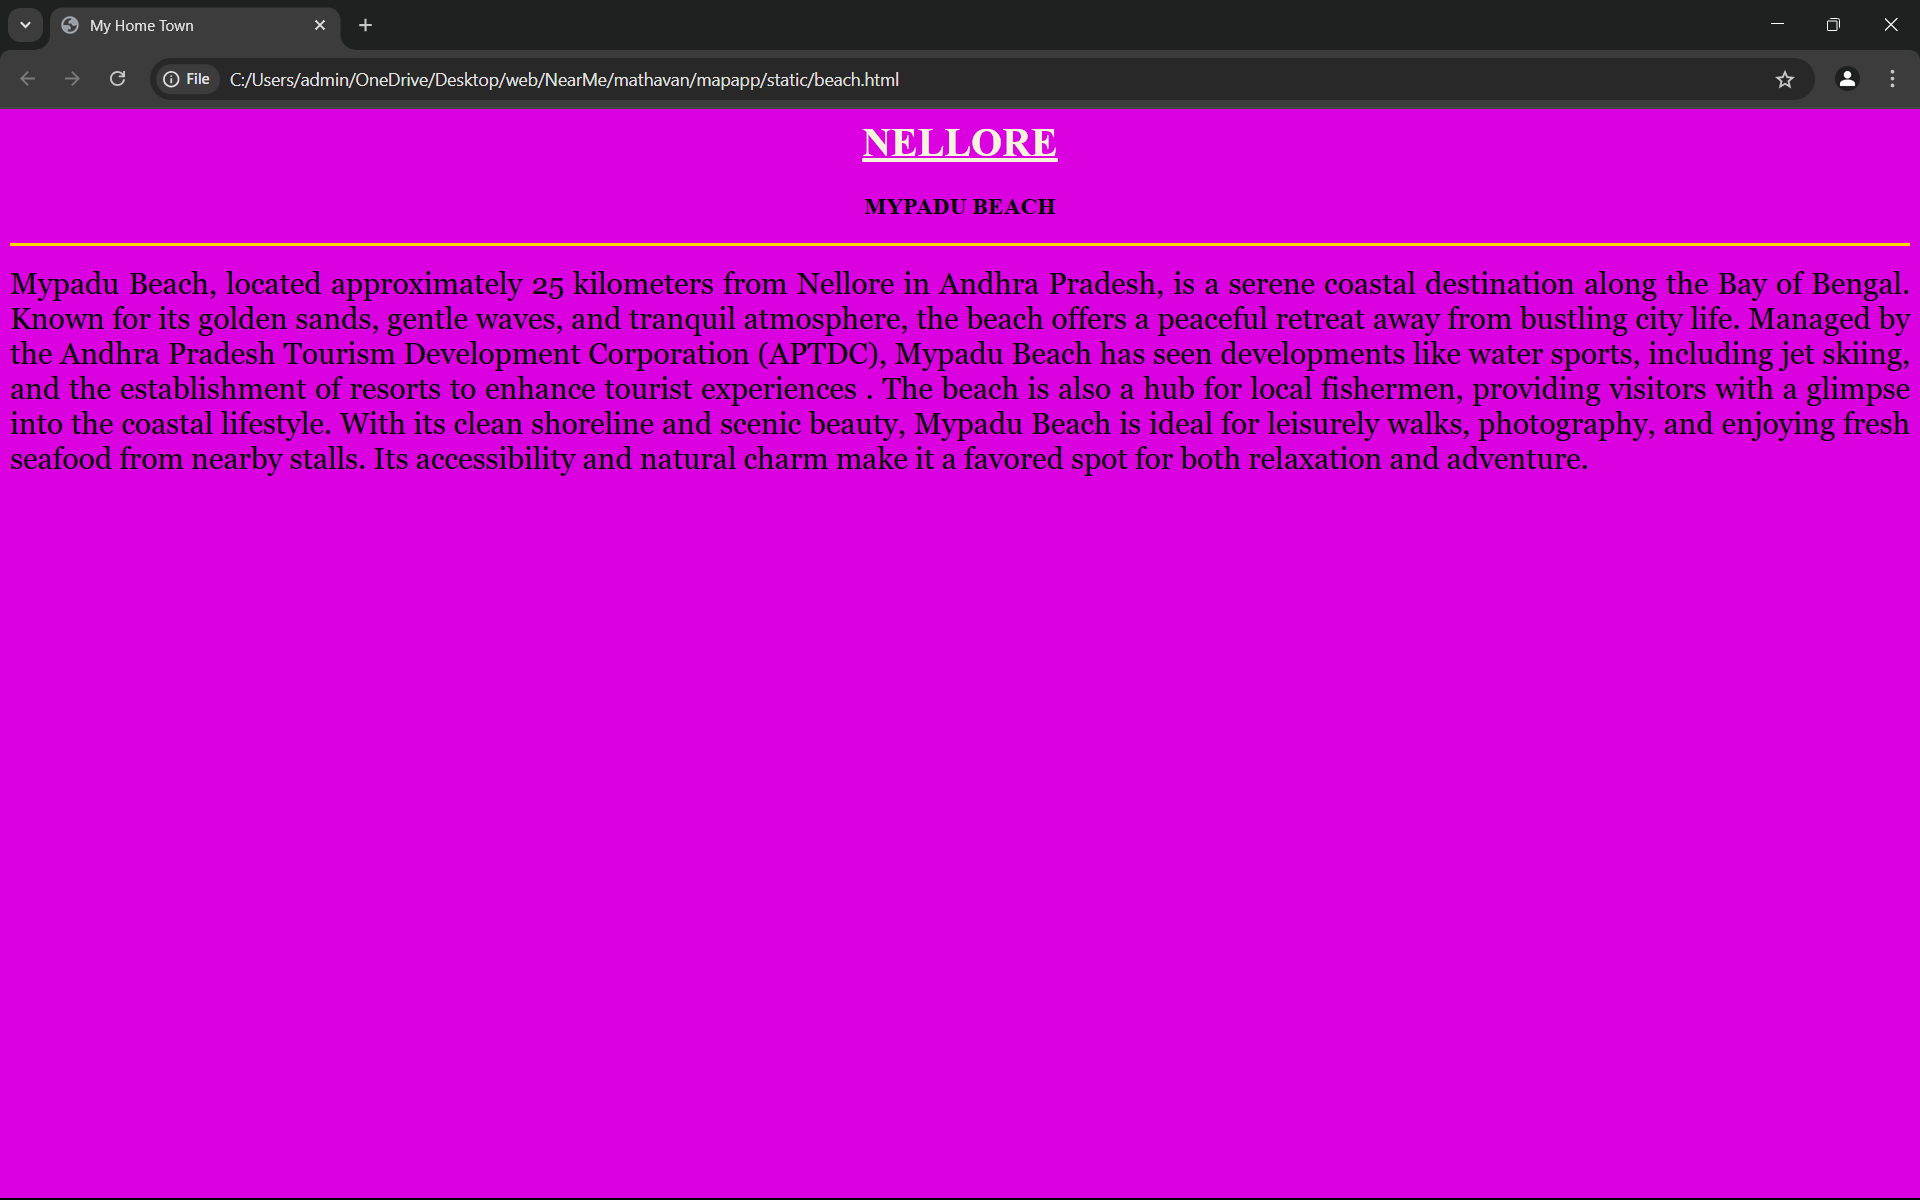 My Home Town
File C:/Users/admin/OneDrive/Desktop/web/NearMe/mathavan/mapapp/static/beach.html
NELLORE
MYPADU BEACH
Mypadu Beach, located approximately 25 kilometers from Nellore in Andhra Pradesh, is a serene coastal destination along the Bay of Bengal.
Known for its golden sands, gentle waves, and tranquil atmosphere, the beach offers a peaceful retreat away from bustling city life. Managed by
the Andhra Pradesh Tourism Development Corporation (APTDC), Mypadu Beach has seen developments like water sports, including jet skiing,
and the establishment of resorts to enhance tourist experiences . The beach is also a hub for local fishermen, providing visitors with a glimpse
into the coastal lifestyle. With its clean shoreline and scenic beauty, Mypadu Beach is ideal for leisurely walks, photography, and enjoying fresh
seafood from nearby stalls. Its accessibility and natural charm make it a favored spot for both relaxation and adventure.